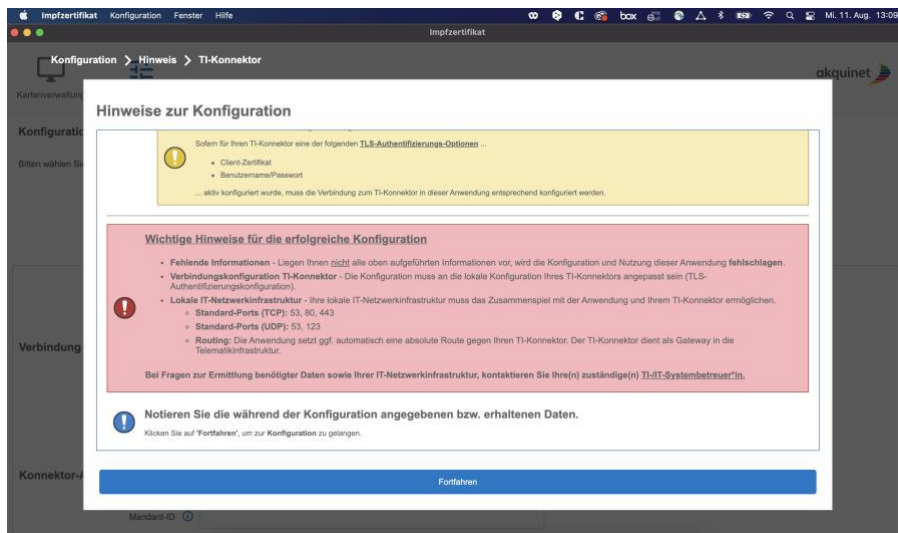 Impfzertifikat Konfiguration Fenster Hilfe
box
Mi. 11. Aug. 13:09
Impfzertifikat
Konfiguration > Hinweis > TI-Konnektor
akquinet
Kartenverwaltung
Hinweise zur Konfiguration
Konfiguratio
Bitten wählen Sie
Sofern für Ihren TI-Konnektor eine der folgenden TLS-Authentifizierungs-Optionen ...
• Client-Zertifikat
• Benutzername/Passwort
... aktiv konfiguriert wurde, muss die Verbindung zum TI-Konnektor in dieser Anwendung entsprechend konfiguriert werden.
Wichtige Hinweise für die erfolgreiche Konfiguration
• Fehlende Informationen - Liegen Ihnen nicht alle oben aufgeführten Informationen vor, wird die Konfiguration und Nutzung dieser Anwendung fehlschlagen.
• Verbindungskonfiguration TI-Konnektor - Die Konfiguration muss an die lokale Konfiguration Ihres TI-Konnektors angepasst sein (TLS-
Authentifizierungskonfiguration).
• Lokale IT-Netzwerkinfrastruktur - Ihre lokale IT-Netzwerkinfrastruktur muss das Zusammenspiel mit der Anwendung und Ihrem TI-Konnektor ermöglichen.
◦ Standard-Ports (TCP): 53, 80, 443
◦ Standard-Ports (UDP): 53, 123
◦ Routing: Die Anwendung setzt ggf. automatisch eine absolute Route gegen Ihren TI-Konnektor. Der TI-Konnektor dient als Gateway in die
Telematikinfrastruktur.
Verbindung
Bei Fragen zur Ermittlung benötigter Daten sowie Ihrer IT-Netzwerkinfrastruktur, kontaktieren Sie Ihre(n) zuständige(n) TI-/IT-Systembetreuer*in.
Notieren Sie die während der Konfiguration angegebenen bzw. erhaltenen Daten.
Klicken Sie auf 'Fortfahren', um zur Konfiguration zu gelangen.
Konnektor-A
Fortfahren
Mandant-ID